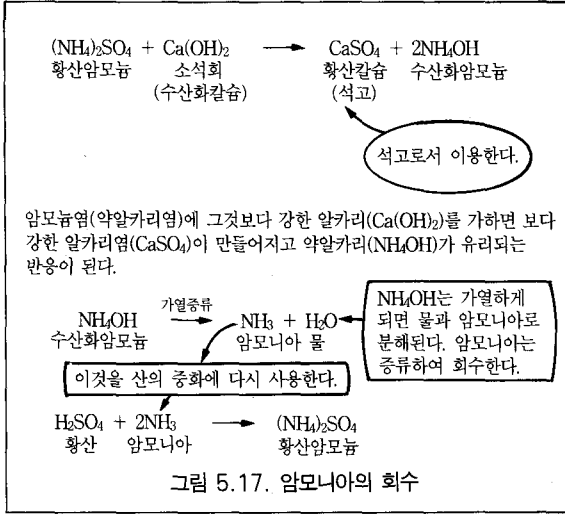 (NH₄)₂SO₄ + Ca(OH)₂ → CaSO₄ + 2NH₄OH
황산암모늄 소석회 황산칼슘 수산화암모늄
(수산화칼슘) (석고)
석고로서 이용한다.
암모늄염(약알카리염)에 그것보다 강한 알카리(Ca(OH)₂)를 가하면 보다
강한 알카리염(CaSO₄)이 만들어지고 약알카리(NH₄OH)가 유리되는
반응이 된다.
가열증류
NH₄OH → NH₃ + H₂O
수산화암모늄 암모니아 물
NH₄OH는 가열하게
되면 물과 암모니아로
분해된다. 암모니아는
증류하여 회수한다.
이것을 산의 중화에 다시 사용한다.
H₂SO₄ + 2NH₃ → (NH₄)₂SO₄
황산 암모니아 황산암모늄
그림 5.17. 암모니아의 회수